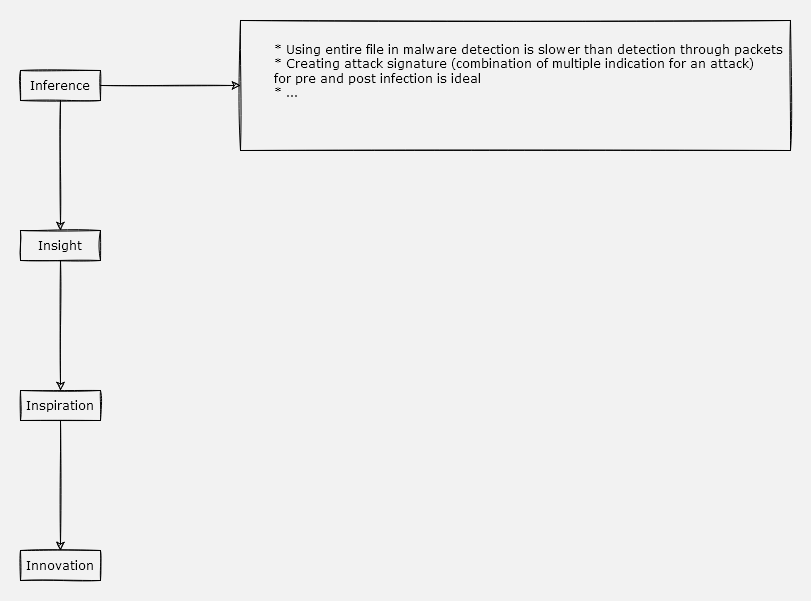 * Using entire file in malware detection is slower than detection through packets
* Creating attack signature (combination of multiple indication for an attack)
for pre and post infection is ideal
* ...
Inference
Insight
Inspiration
Innovation